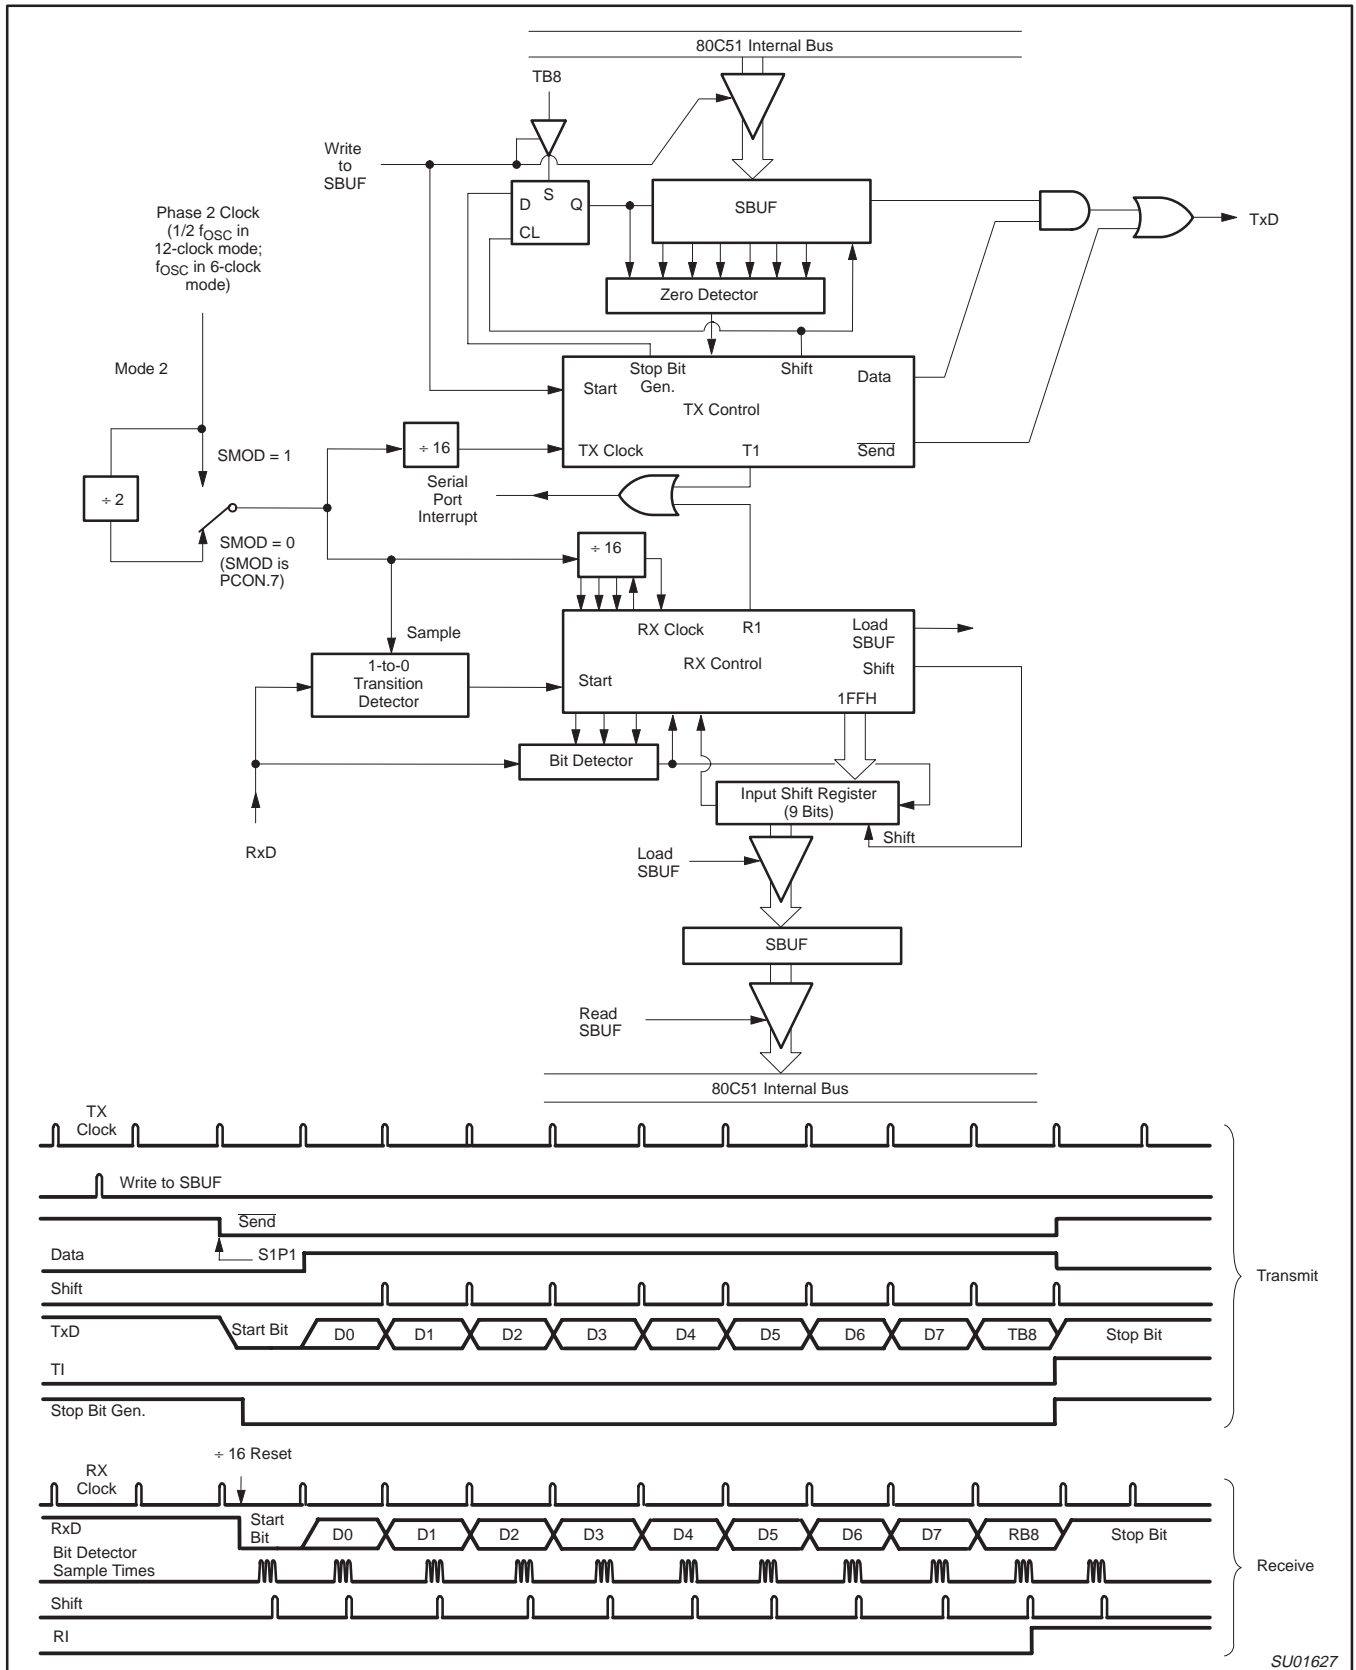 80C51 Internal Bus
TB8
Write
to
SBUF
D
S
Q
CL
SBUF
TxD
Phase 2 Clock
(1/2 fOSC in
12-clock mode;
fOSC in 6-clock
mode)
Zero Detector
Mode 2
Stop Bit
Gen.
Shift
Data
Start
TX Control
÷ 16
TX Clock
T1
Send
SMOD = 1
÷ 2
Serial
Port
Interrupt
SMOD = 0
(SMOD is
PCON.7)
÷ 16
Sample
RX Clock
R1
Load
SBUF
RX Control
Shift
1-to-0
Transition
Detector
Start
1FFH
Bit Detector
Input Shift Register
(9 Bits)
Shift
RxD
Load
SBUF
SBUF
Read
SBUF
80C51 Internal Bus
TX
Clock
Write to SBUF
Send
Data
S1P1
Shift
Transmit
TxD
Start Bit
D0
D1
D2
D3
D4
D5
D6
D7
TB8
Stop Bit
TI
Stop Bit Gen.
÷ 16 Reset
RX
Clock
RxD
Start
Bit
D0
D1
D2
D3
D4
D5
D6
D7
RB8
Stop Bit
Bit Detector
Sample Times
Receive
Shift
RI
SU01627